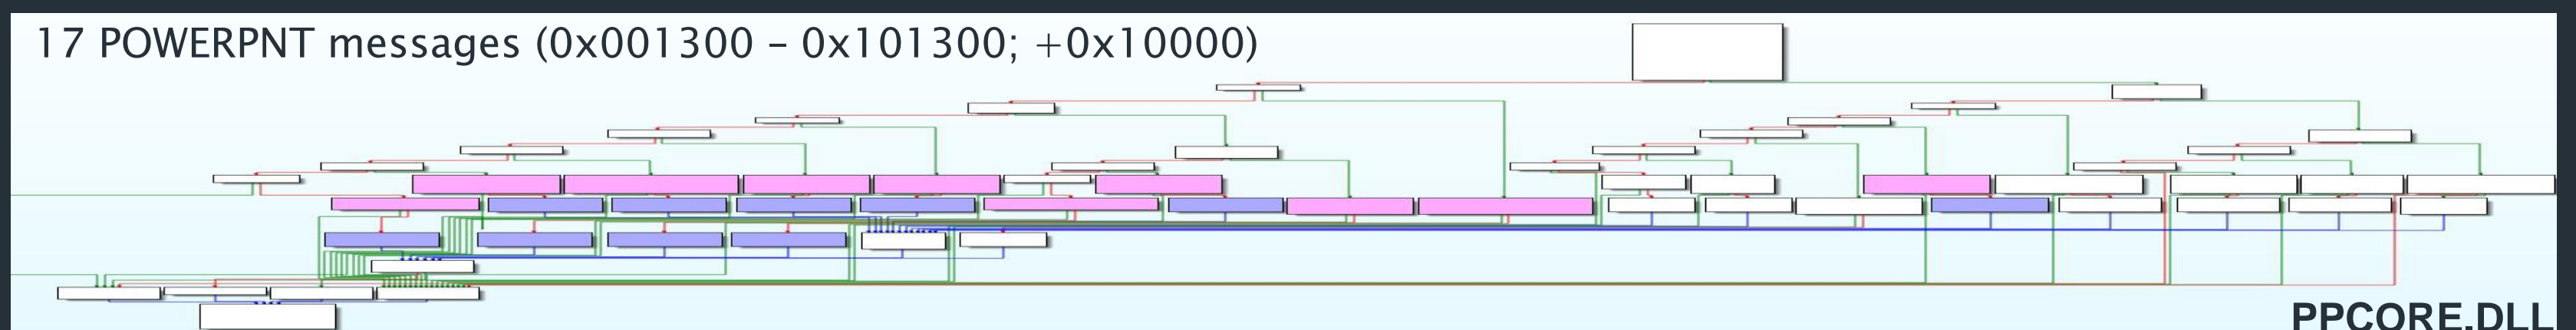 17 POWERPNT messages (0x001300 – 0x101300; +0x10000)
PPCORE.DLL